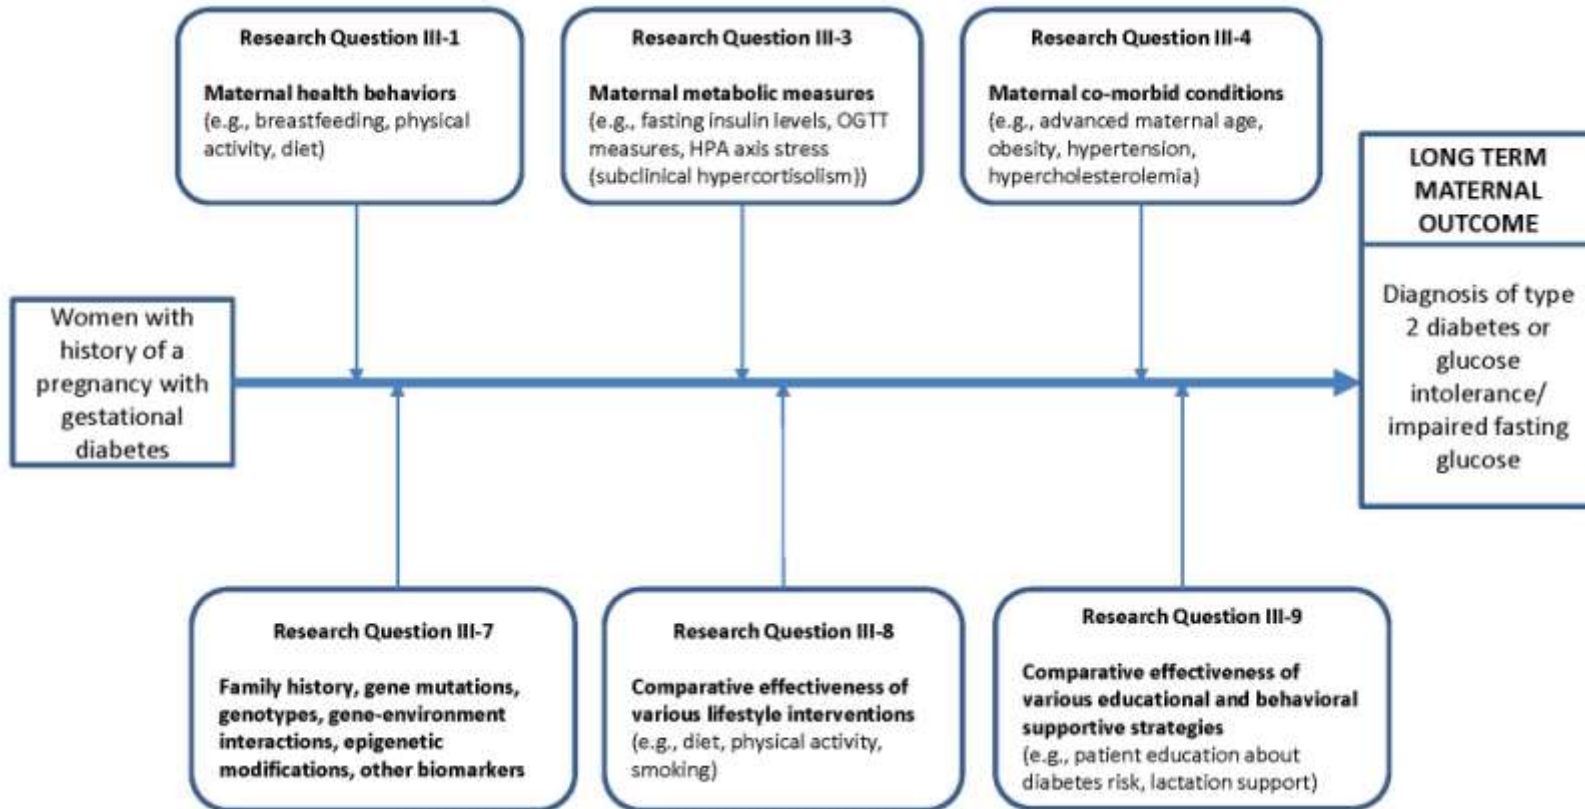 Research Question III-1
Maternal health behaviors
(e.g., breastfeeding, physical
activity, diet)
Research Question III-3
Maternal metabolic measures
(e.g., fasting insulin levels, OGTT
measures, HPA axis stress
(subclinical hypercortisolism))
Research Question III-4
Maternal co-morbid conditions
(e.g., advanced maternal age,
obesity, hypertension,
hypercholesterolemia)
LONG TERM
MATERNAL
OUTCOME
Diagnosis of type
2 diabetes or
glucose
intolerance/
impaired fasting
glucose
Women with
history of a
pregnancy with
gestational
diabetes
Research Question III-7
Family history, gene mutations,
genotypes, gene-environment
interactions, epigenetic
modifications, other biomarkers
Research Question III-8
Comparative effectiveness of
various lifestyle interventions
(e.g., diet, physical activity,
smoking)
Research Question III-9
Comparative effectiveness of
various educational and behavioral
supportive strategies
(e.g., patient education about
diabetes risk, lactation support)